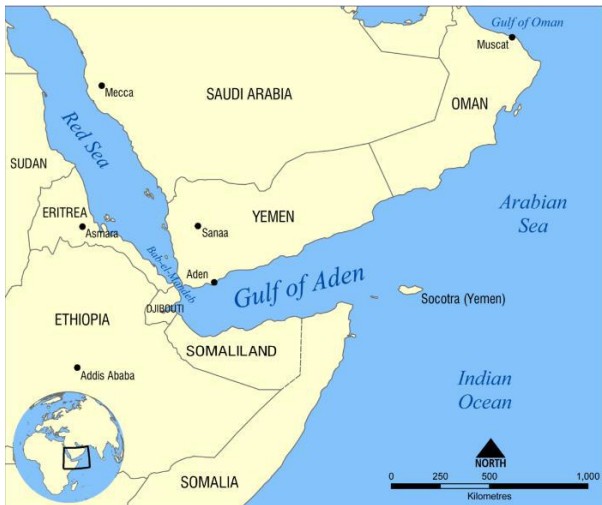 Gulf of Oman
Muscat
Mecca
SAUDI ARABIA
OMAN
Red Sea
SUDAN
Arabian
Sea
ERITREA
Asmara
Sanaa
YEMEN
Bab-el-Mandeb
Aden
Gulf of Aden
Socotra (Yemen)
DJIBOUTI
ETHIOPIA
SOMALILAND
Addis Ababa
Indian
Ocean
NORTH
SOMALIA
0 250 500 1,000
Kilometres